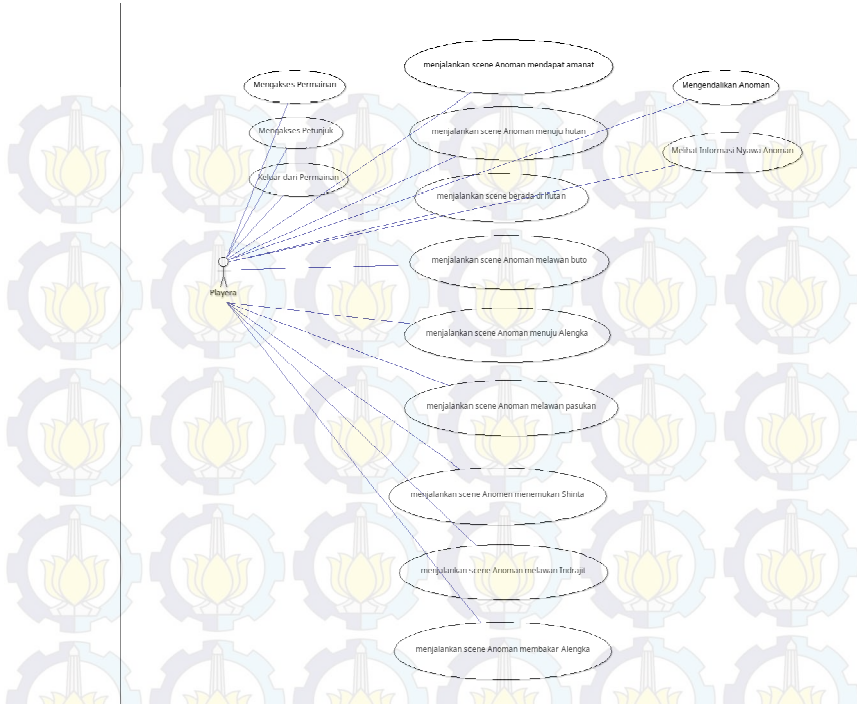 Mengakses Permainan
Mengakses Petunjuk
Keluar dari Permainan
Playera
menjalankan scene Anoman mendapat amanat
menjalankan scene Anoman menuju hutan
menjalankan scene berada di hutan
menjalankan scene Anoman melawan buto
menjalankan scene Anoman menuju Alengka
menjalankan scene Anoman melawan pasukan
menjalankan scene Anomen menemukan Shinta
menjalankan scene Anoman melawan Indrajit
menjalankan scene Anoman membakar Alengka
Mengendalikan Anoman
Melihat Informasi Nyawa Anoman